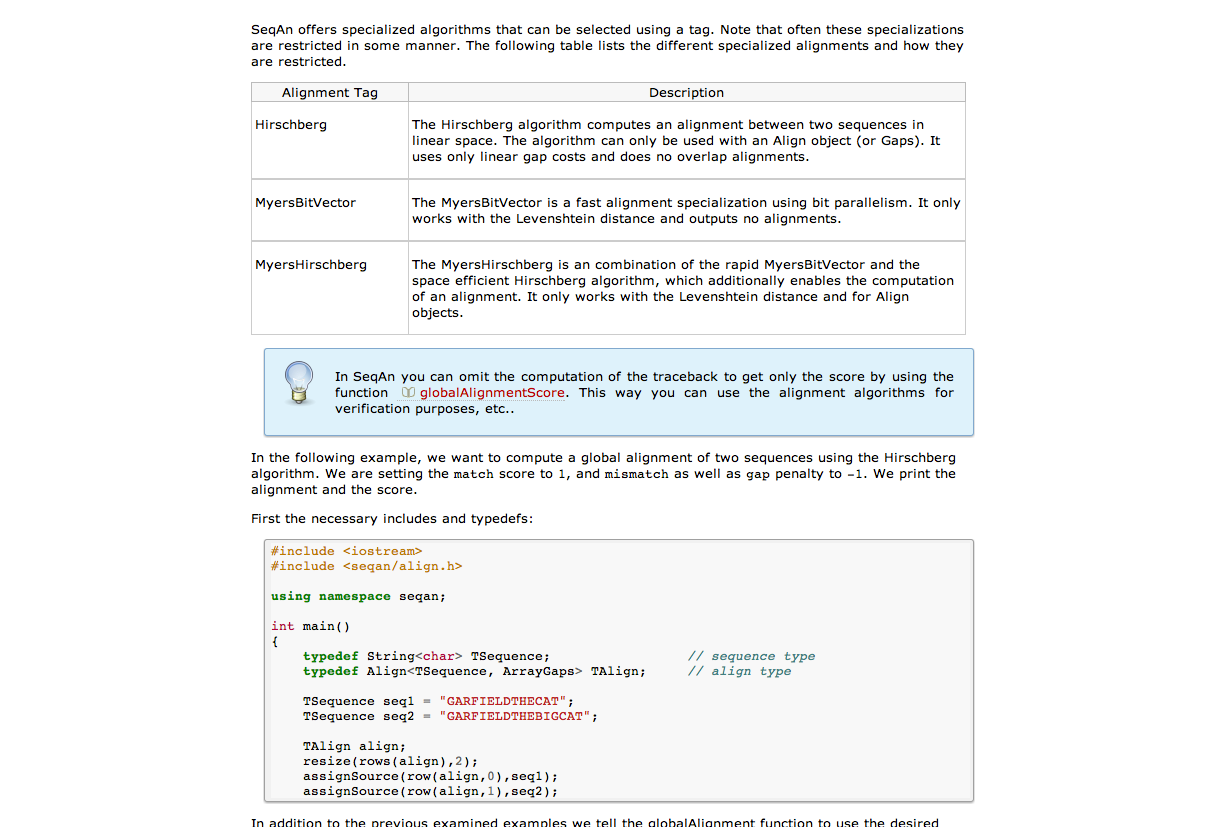 SeqAn offers specialized algorithms that can be selected using a tag. Note that often these specializations
are restricted in some manner. The following table lists the different specialized alignments and how they
are restricted.
Alignment Tag Description
Hirschberg The Hirschberg algorithm computes an alignment between two sequences in
linear space. The algorithm can only be used with an Align object (or Gaps). It
uses only linear gap costs and does no overlap alignments.
MyersBitVector The MyersBitVector is a fast alignment specialization using bit parallelism. It only
works with the Levenshtein distance and outputs no alignments.
MyersHirschberg The MyersHirschberg is an combination of the rapid MyersBitVector and the
space efficient Hirschberg algorithm, which additionally enables the computation
of an alignment. It only works with the Levenshtein distance and for Align
objects.
In SeqAn you can omit the computation of the traceback to get only the score by using the
function globalAlignmentScore. This way you can use the alignment algorithms for
verification purposes, etc..
In the following example, we want to compute a global alignment of two sequences using the Hirschberg
algorithm. We are setting the match score to 1, and mismatch as well as gap penalty to -1. We print the
alignment and the score.
First the necessary includes and typedefs:
#include <iostream>
#include <seqan/align.h>
using namespace seqan;
int main()
{
typedef String<char> TSequence; // sequence type
typedef Align<TSequence, ArrayGaps> TAlign; // align type
TSequence seq1 = "GARFIELDTHECAT";
TSequence seq2 = "GARFIELDTHEBIGCAT";
TAlign align;
resize(rows(align),2);
assignSource(row(align,0),seq1);
assignSource(row(align,1),seq2);
In addition to the previous examined examples we tell the globalAlignment function to use the desired